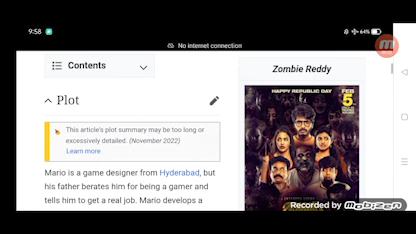 9:58
64%
No internet connection
Contents
Zombie Reddy
Plot
HAPPY REPUBLIC DAY
FEB
5
This article's plot summary may be too long or
excessively detailed. (November 2022)
Learn more
Mario is a game designer from Hyderabad, but
his father berates him for being a gamer and
tells him to get a real job. Mario develops a
Recorded by mobizen